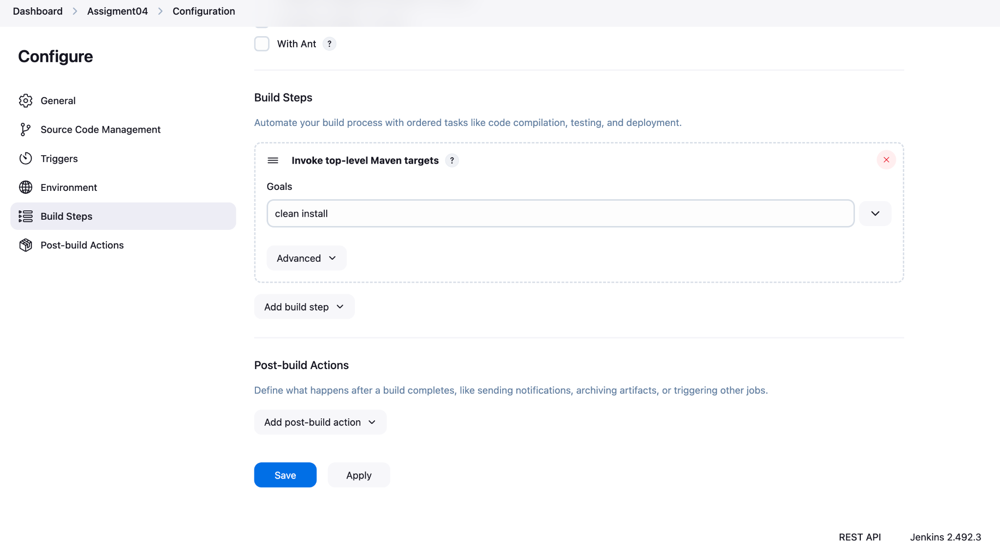 Dashboard > Assigment04 > Configuration
With Ant ?
Configure
General
Source Code Management
Triggers
Environment
Build Steps
Post-build Actions
Build Steps
Automate your build process with ordered tasks like code compilation, testing, and deployment.
Invoke top-level Maven targets ?
Goals
clean install
Advanced
Add build step
Post-build Actions
Define what happens after a build completes, like sending notifications, archiving artifacts, or triggering other jobs.
Add post-build action
Save
Apply
REST API
Jenkins 2.492.3